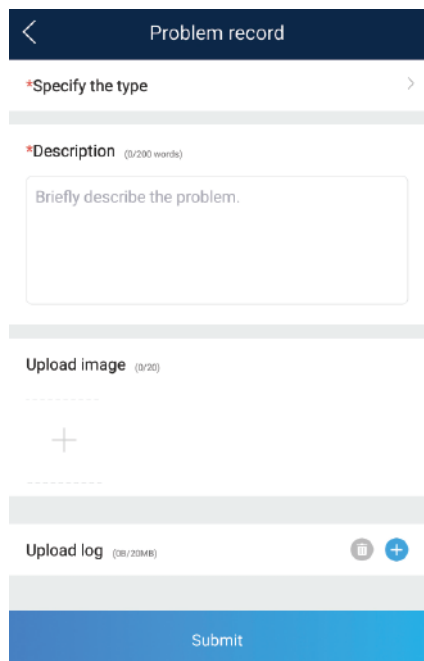 Problem record
*Specify the type
*Description (0/200 words)
Briefly describe the problem.
Upload image (0/20)
Upload log (0B/20MB)
Submit